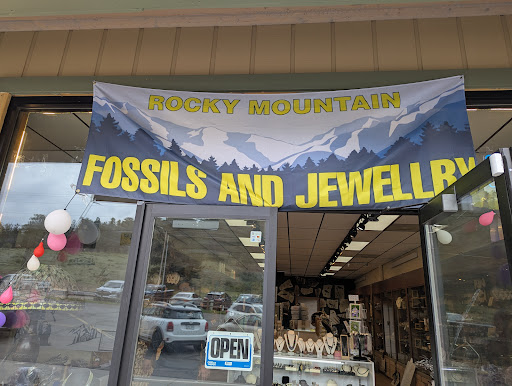 ROCKY MOUNTAIN
FOSSILS AND JEWELLRY
OPEN